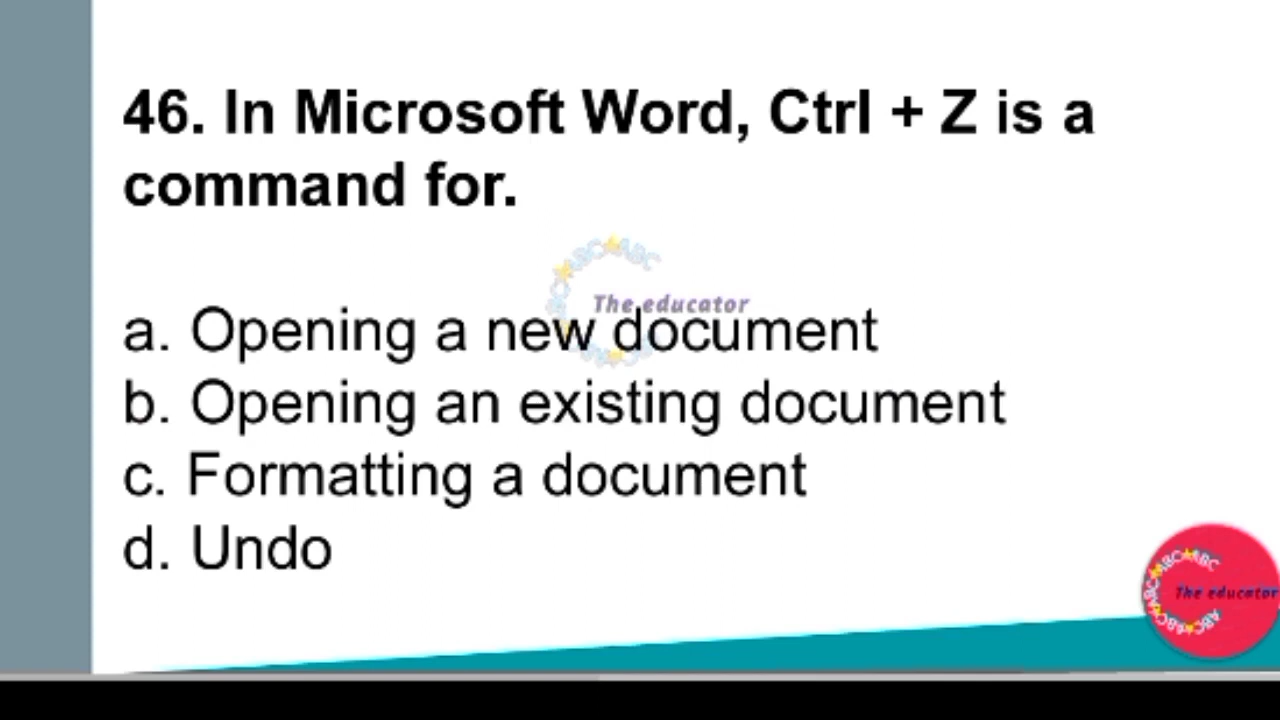 46. In Microsoft Word, Ctrl + Z is a
command for.
The educator
a. Opening a new document
b. Opening an existing document
c. Formatting a document
d. Undo
The educator